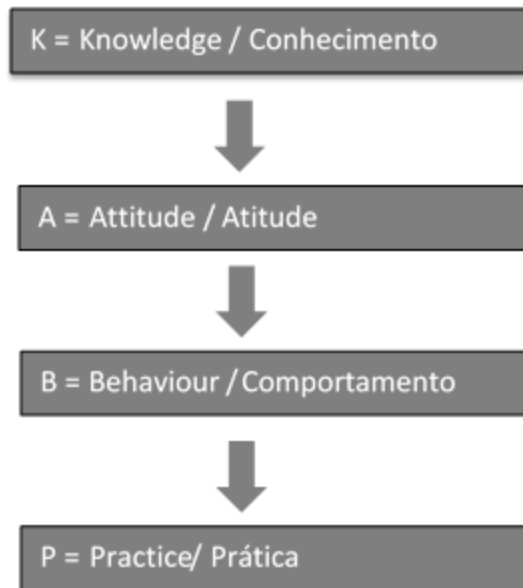 K = Knowledge / Conhecimento
A = Attitude / Atitude
B = Behaviour / Comportamento
P = Practice/ Prática